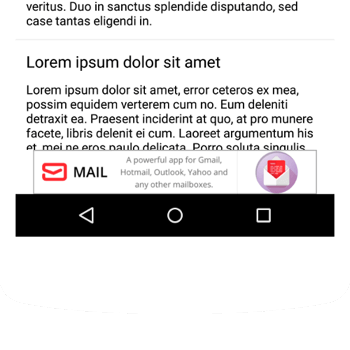 veritus. Duo in sanctus splendide disputando, sed
case tantas eligendi in.
Lorem ipsum dolor sit amet
Lorem ipsum dolor sit amet, error ceteros ex mea,
possim equidem verterem cum no. Eum deleniti
detraxit ea. Praesent inciderint at quo, at pro munere
facete, libris delenit ei cum. Laoreet argumentum his
et, mei ne eros paulo delicata. Porro soluta singulis
MAIL
A powerful app for Gmail,
Hotmail, Outlook, Yahoo and
any other mailboxes.